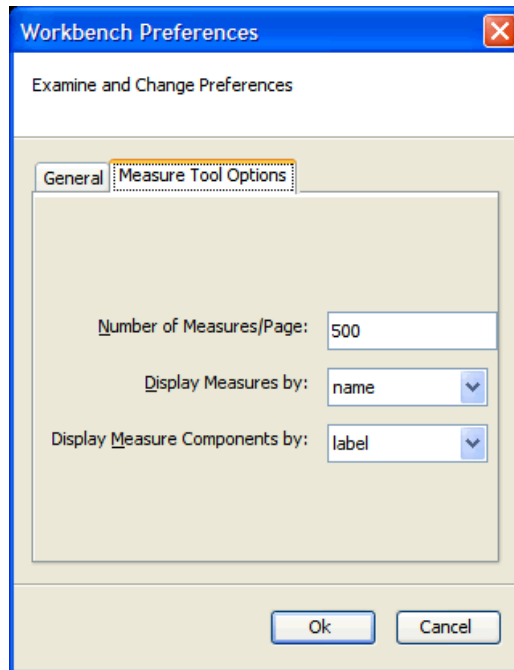 Workbench Preferences
Examine and Change Preferences
General
Measure Tool Options
Number of Measures/Page:
500
Display Measures by:
name
Display Measure Components by:
label
Ok
Cancel